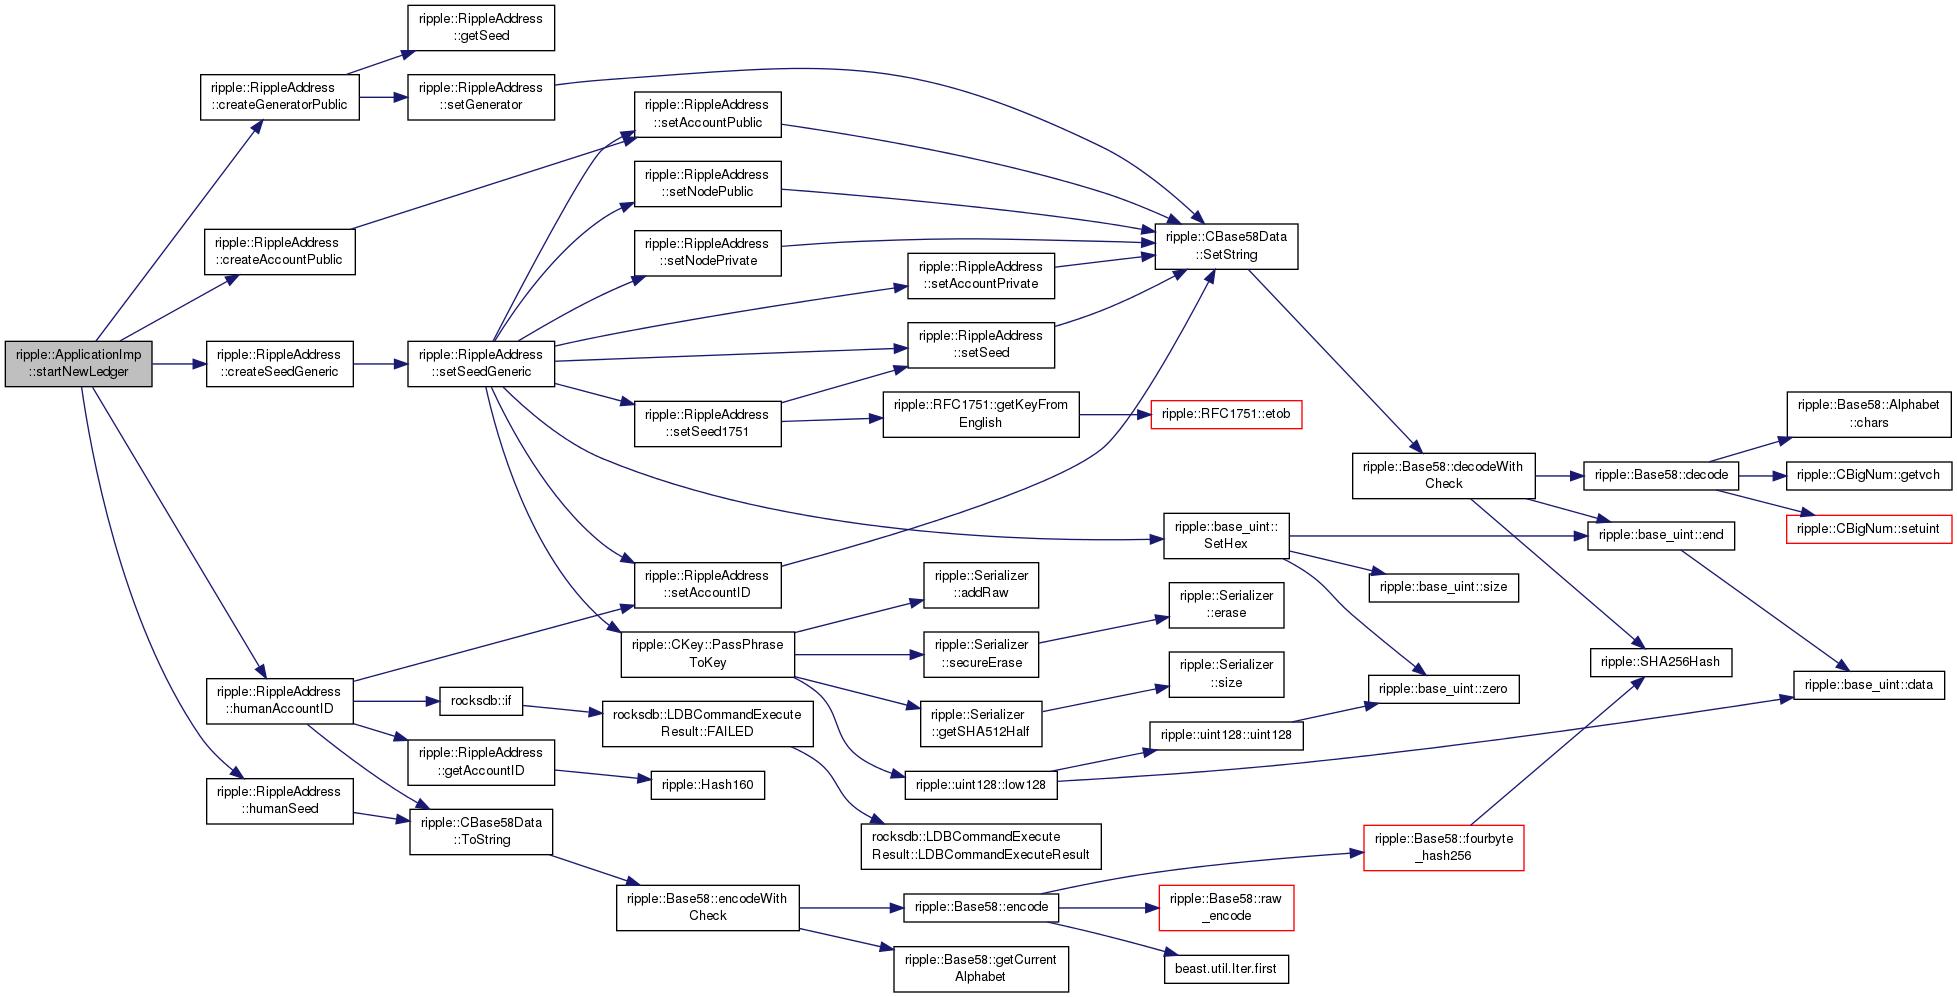 ripple::RippleAddress
::getSeed
ripple::RippleAddress
::createGeneratorPublic
ripple::RippleAddress
::setGenerator
ripple::RippleAddress
::setAccountPublic
ripple::RippleAddress
::setNodePublic
ripple::RippleAddress
::createAccountPublic
ripple::RippleAddress
::setNodePrivate
ripple::CBase58Data
::SetString
ripple::RippleAddress
::setAccountPrivate
ripple::ApplicationImp
::startNewLedger
ripple::RippleAddress
::createSeedGeneric
ripple::RippleAddress
::setSeedGeneric
ripple::RippleAddress
::setSeed
ripple::RippleAddress
::setSeed1751
ripple::RFC1751::getKeyFrom
English
ripple::RFC1751::etob
ripple::Base58::Alphabet
::chars
ripple::Base58::decodeWith
Check
ripple::Base58::decode
ripple::CBigNum::getvch
ripple::CBigNum::setuint
ripple::base_uint::
SetHex
ripple::base_uint::end
ripple::RippleAddress
::setAccountID
ripple::Serializer
::addRaw
ripple::base_uint::size
ripple::Serializer
::erase
ripple::CKey::PassPhrase
ToKey
ripple::Serializer
::secureErase
ripple::Serializer
::size
ripple::SHA256Hash
ripple::base_uint::zero
ripple::base_uint::data
ripple::RippleAddress
::humanAccountID
rocksdb::if
rocksdb::LDBCommandExecute
Result::FAILED
ripple::Serializer
::getSHA512Half
ripple::uint128::uint128
ripple::RippleAddress
::getAccountID
ripple::Hash160
ripple::uint128::low128
ripple::RippleAddress
::humanSeed
ripple::CBase58Data
::ToString
rocksdb::LDBCommandExecute
Result::LDBCommandExecuteResult
ripple::Base58::fourbyte
_hash256
ripple::Base58::encodeWith
Check
ripple::Base58::encode
ripple::Base58::raw
_encode
ripple::Base58::getCurrent
Alphabet
beast.util.Iter.first